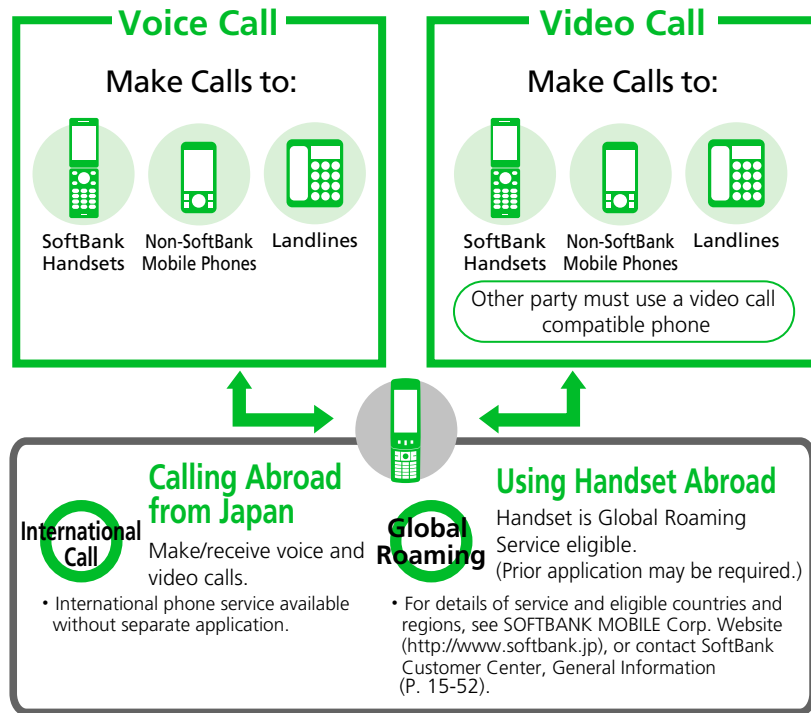 Voice Call
Make Calls to:
SoftBank
Handsets
Non-SoftBank
Mobile Phones
Landlines
Video Call
Make Calls to:
SoftBank
Handsets
Non-SoftBank
Mobile Phones
Landlines
Other party must use a video call
compatible phone
International
Call
Calling Abroad
from Japan
Make/receive voice and
video calls.
• International phone service available
without separate application.
Global
Roaming
Using Handset Abroad
Handset is Global Roaming
Service eligible.
(Prior application may be required.)
• For details of service and eligible countries and
regions, see SOFTBANK MOBILE Corp. Website
(http://www.softbank.jp), or contact SoftBank
Customer Center, General Information
(P. 15-52).